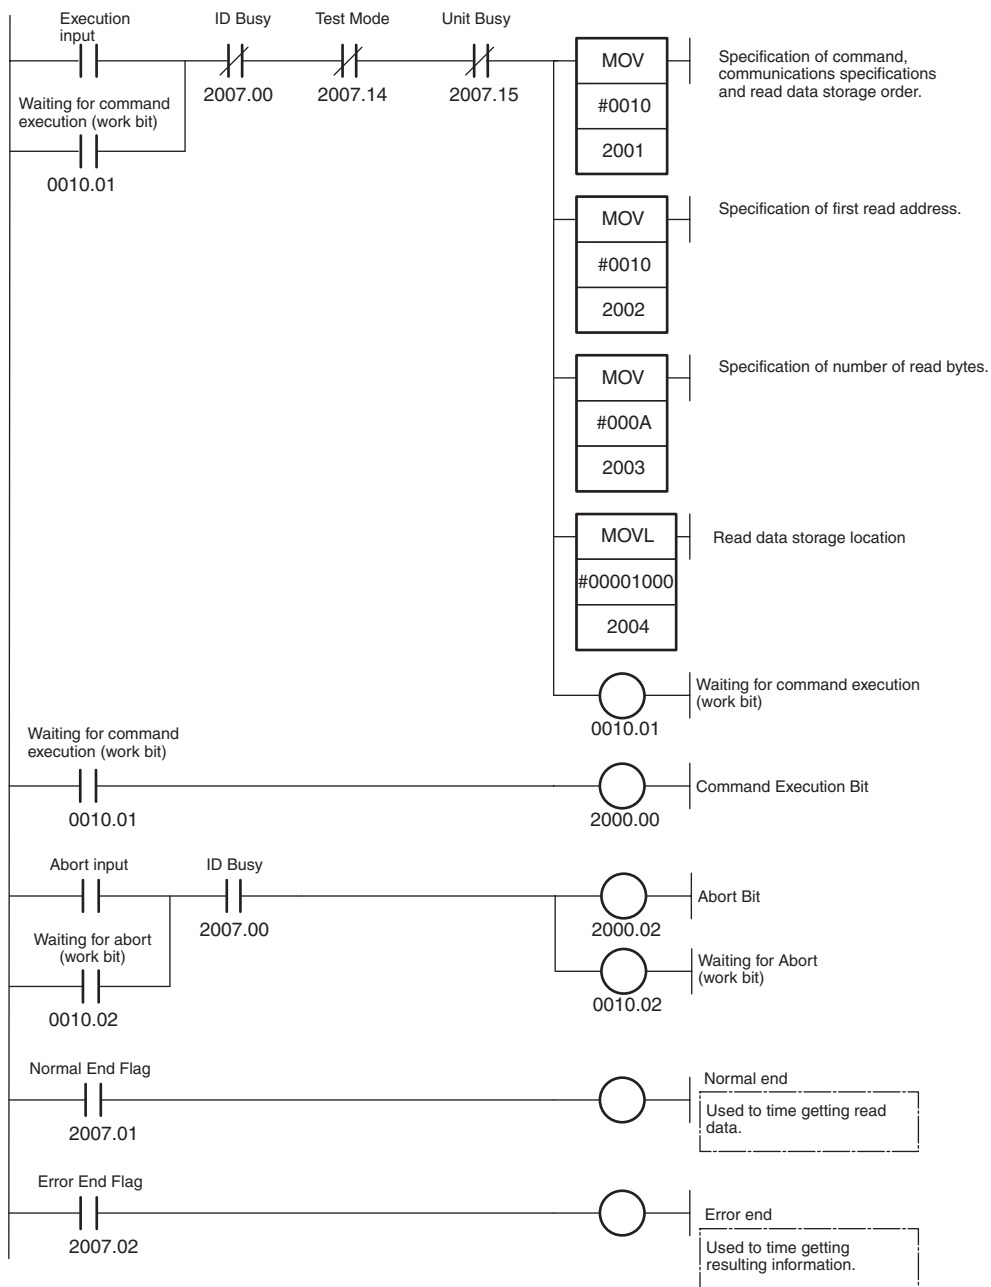 Execution
input
ID Busy
Test Mode
Unit Busy
2007.00
2007.14
2007.15
Waiting for command
execution (work bit)
0010.01
MOV
#0010
2001
Specification of command,
communications specifications
and read data storage order.
MOV
#0010
2002
Specification of first read address.
MOV
#000A
2003
Specification of number of read bytes.
MOVL
#00001000
2004
Read data storage location
Waiting for command execution
(work bit)
0010.01
Waiting for command
execution (work bit)
0010.01
2000.00
Command Execution Bit
Abort input
ID Busy
2007.00
2000.02
Abort Bit
Waiting for abort
(work bit)
0010.02
0010.02
Waiting for Abort
(work bit)
Normal End Flag
2007.01
Normal end
Used to time getting read
data.
Error End Flag
2007.02
Error end
Used to time getting
resulting information.